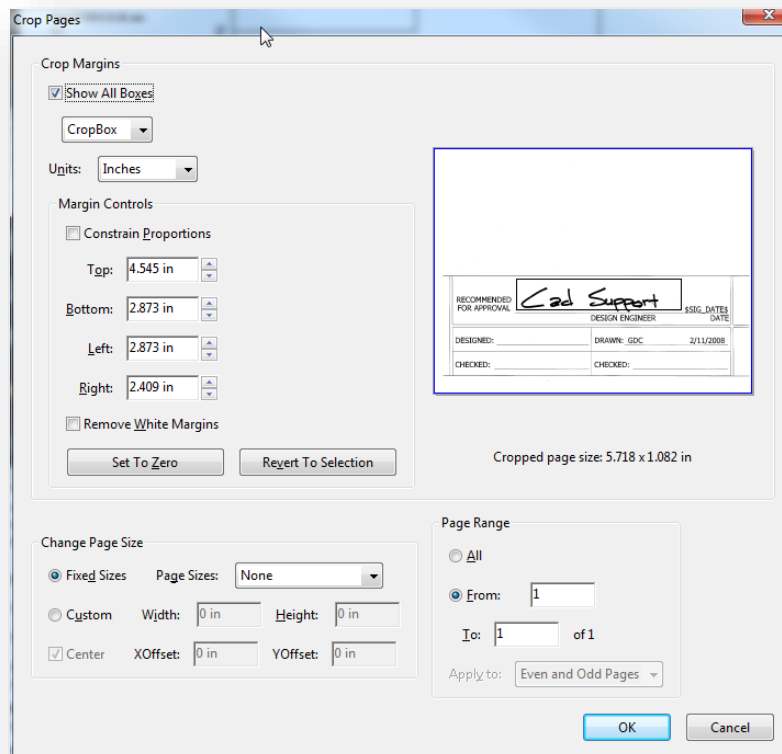 Crop Pages
Crop Margins
Show All Boxes
CropBox
Units: Inches
Margin Controls
Constrain Proportions
Top: 4.545 in
Bottom: 2.873 in
Left: 2.873 in
Right: 2.409 in
Remove White Margins
Set To Zero Revert To Selection
RECOMMENDED
FOR APPROVAL
Cad Support
$SIG_DATE$
DESIGN ENGINEER DATE
DESIGNED: DRAWN: GDC 2/11/2008
CHECKED: CHECKED:
Cropped page size: 5.718 x 1.082 in
Change Page Size
Fixed Sizes Page Sizes: None
Custom Width: 0 in Height: 0 in
Center XOffset: 0 in YOffset: 0 in
Page Range
All
From: 1
To: 1 of 1
Apply to: Even and Odd Pages
OK Cancel